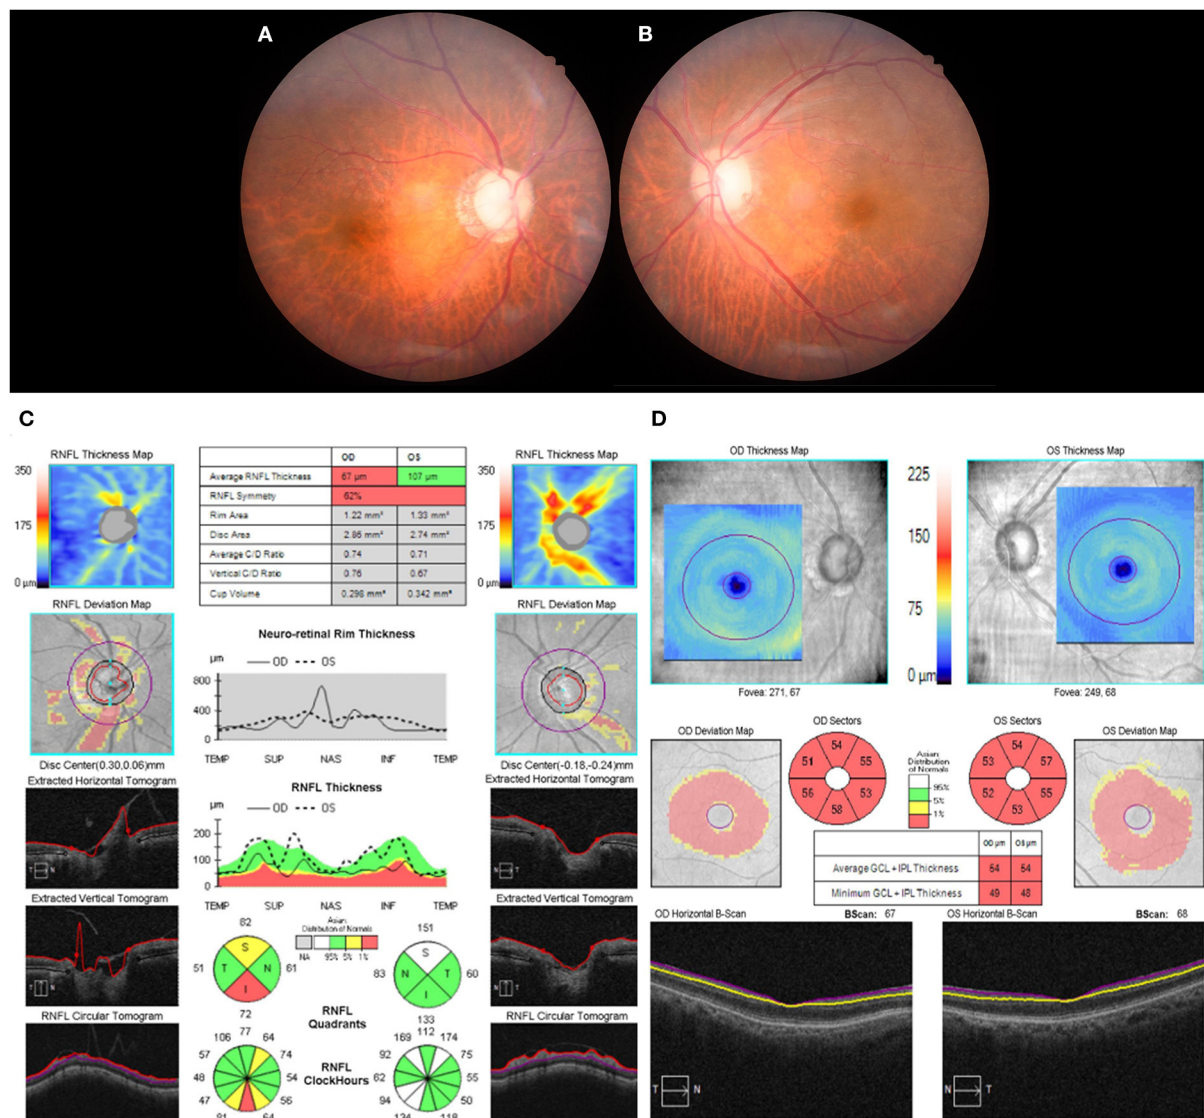 A
B
C
D
RNFL Thickness Map
350
175
0 µm
OD
OS
Average RNFL Thickness
67 µm
107 µm
RNFL Symmetry
62%
Rim Area
1.22 mm²
1.33 mm²
Disc Area
2.74 mm²
Average C/D Ratio
0.74
0.71
Vertical C/D Ratio
0.67
Cup Volume
0.342 mm³
RNFL Thickness Map
350
175
0 µm
RNFL Deviation Map
Disc Center(0.30,0.06)mm
Neuro-retinal Rim Thickness
µm
OD
OS
800
400
0
TEMP SUP NAS INF TEMP
RNFL Deviation Map
Disc Center(-0.18,-0.24)mm
Extracted Horizontal Tomogram
T N
RNFL Thickness
µm
OD
OS
200
100
0
TEMP SUP NAS INF TEMP
Extracted Horizontal Tomogram
T N
Extracted Vertical Tomogram
82
S
51 T N 61
I
72
Asian
Distribution
of Normals
NA 95% 5% 1%
151
S
83 N T 60
I
133
Extracted Vertical Tomogram
RNFL
Quadrants
RNFL Circular Tomogram
77
106 64
57 74
48 54
47 56
RNFL
ClockHours
112
169 174
92 75
62 55
94 50
RNFL Circular Tomogram
OD Thickness Map
Fovea: 271, 67
225
150
75
0 µm
OS Thickness Map
Fovea: 249, 68
OD Deviation Map
OD Sectors
54
51 55
56 53
58
Asian
Distribution
of Normals
95%
5%
1%
OS Sectors
54
53 57
52 55
53
OS Deviation Map
OD µm
OS µm
Average GCL + IPL Thickness
54
54
Minimum GCL + IPL Thickness
49
48
OD Horizontal B-Scan
BScan: 67
T N
OS Horizontal B-Scan
BScan: 68
N T